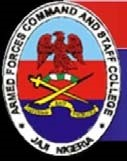 ARMED FORCES COMMAND AND STAFF COLLEGE
JAJI NIGERIA